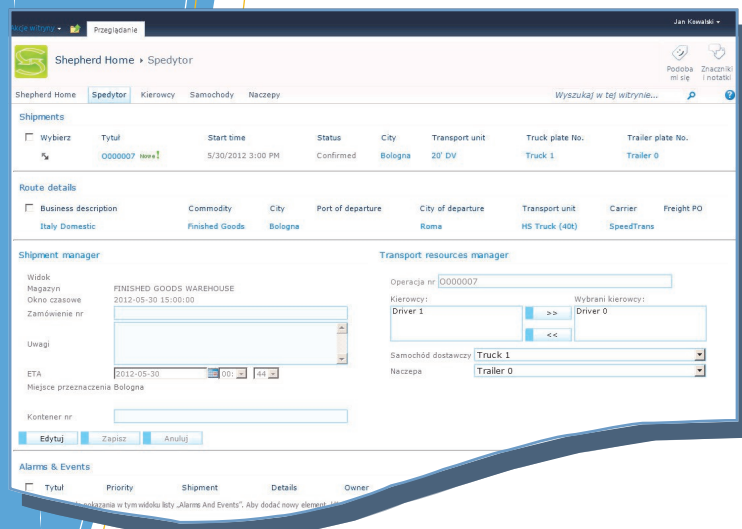 Jan Kowalski
Akcje witryny
Przeglądanie
Shepherd Home Spedytor
Podoba mi się
Znaczniki i notatki
Shepherd Home Spedytor Kierowcy Samochody Naczepy Wyszukaj w tej witrynie...
Shipments
Wybierz Tytuł Start time Status City Transport unit Truck plate No. Trailer plate No.
O000007 Nowe! 5/30/2012 3:00 PM Confirmed Bologna 20' DV Truck 1 Trailer 0
Route details
Business description Commodity City Port of departure City of departure Transport unit Carrier Freight PO
Italy Domestic Finished Goods Bologna Roma HS Truck (40t) SpeedTrans
Shipment manager
Widok
Magazyn FINISHED GOODS WAREHOUSE
Okno czasowe 2012-05-30 15:00:00
Zamówienie nr
Uwagi
ETA 2012-05-30 00: 44
Miejsce przeznaczenia Bologna
Kontener nr
Edytuj Zapisz Anuluj
Transport resources manager
Operacja nr O000007
Kierowcy: Wybrani kierowcy:
Driver 1 >> Driver 0
<<
Samochód dostawczy Truck 1
Naczepa Trailer 0
Alarms & Events
Tytuł Priority Shipment Details Owner
pokazania w tym widoku listy „Alarms And Events”. Aby dodać nowy element,